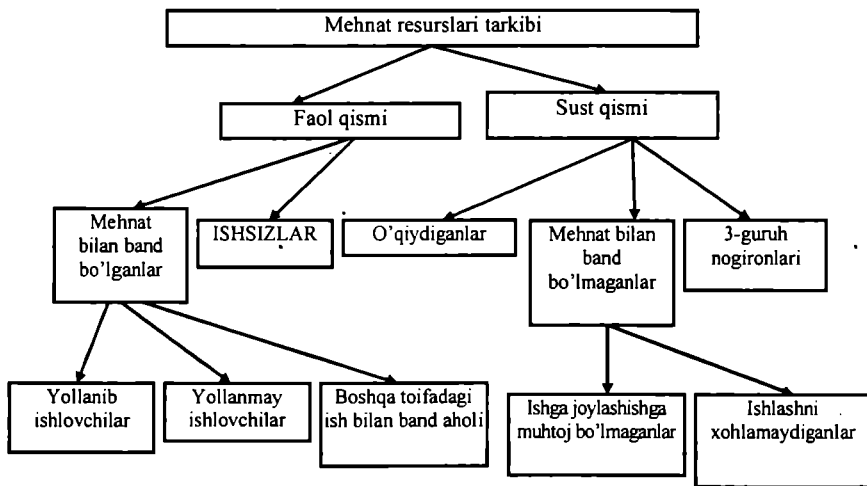 Mehnat resurslari tarkibi
Faol qismi
Sust qismi
Mehnat
bilan band
bo'lganlar
ISHSIZLAR
O'qiydiganlar
Mehnat bilan
band
bo'lmaganlar
3-guruh
nogironlari
Yollanib
ishlovchilar
Yollanmay
ishlovchilar
Boshqa toifadagi
ish bilan band aholi
Ishga joylashishga
muhtoj bo'lmaganlar
Ishlashni
xohlamaydiganlar